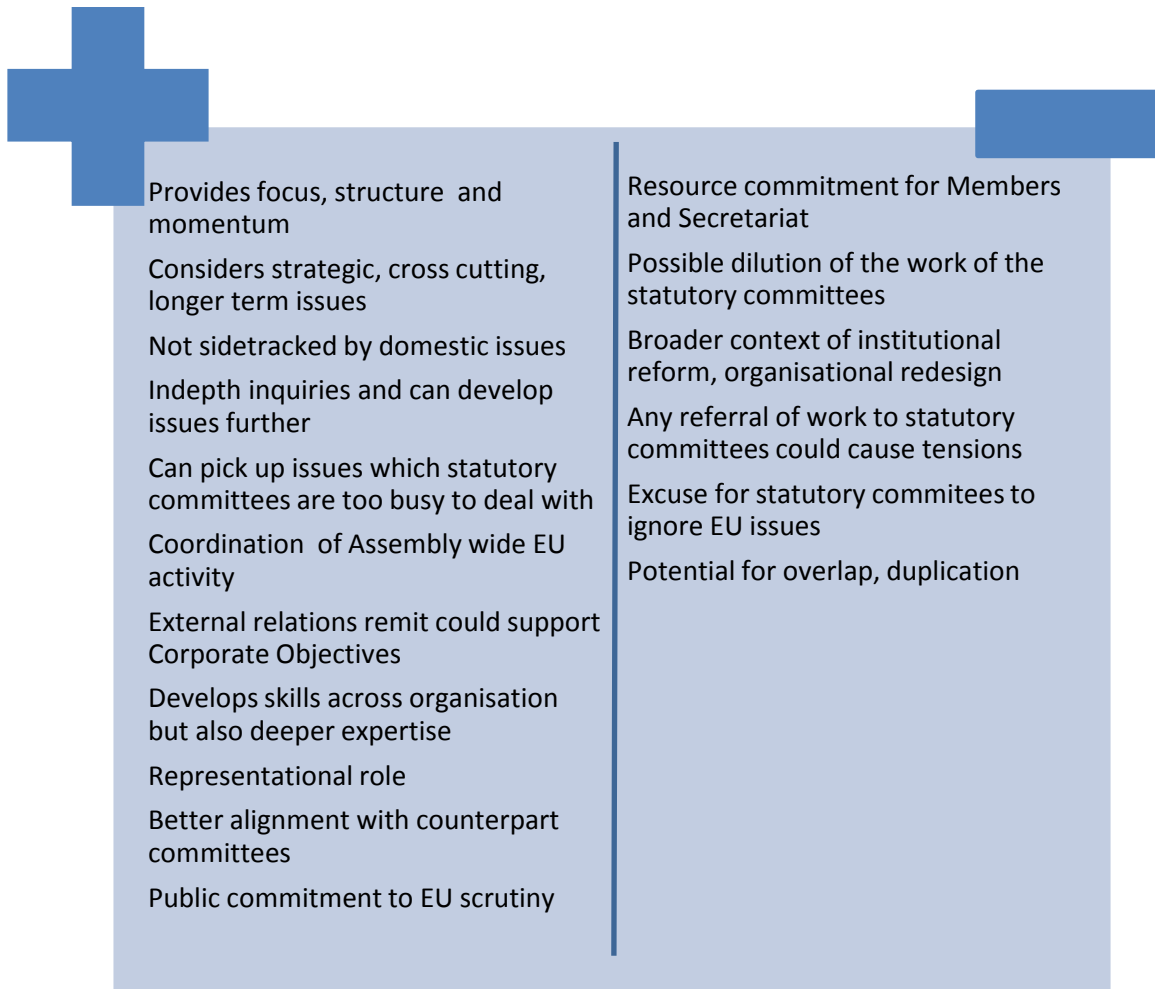 Provides focus, structure  and
momentum
Considers strategic, cross cutting,
longer term issues
Not sidetracked by domestic issues
Indepth inquiries and can develop
issues further
Can pick up issues which statutory
committees are too busy to deal with
Coordination  of Assembly wide EU
activity
External relations remit could support
Corporate Objectives
Develops skills across organisation
but also deeper expertise
Representational role
Better alignment with counterpart
committees
Public commitment to EU scrutiny
Resource commitment for Members
and Secretariat
Possible dilution of the work of the
statutory committees
Broader context of institutional
reform, organisational redesign
Any referral of work to statutory
committees could cause tensions
Excuse for statutory commitees to
ignore EU issues
Potential for overlap, duplication